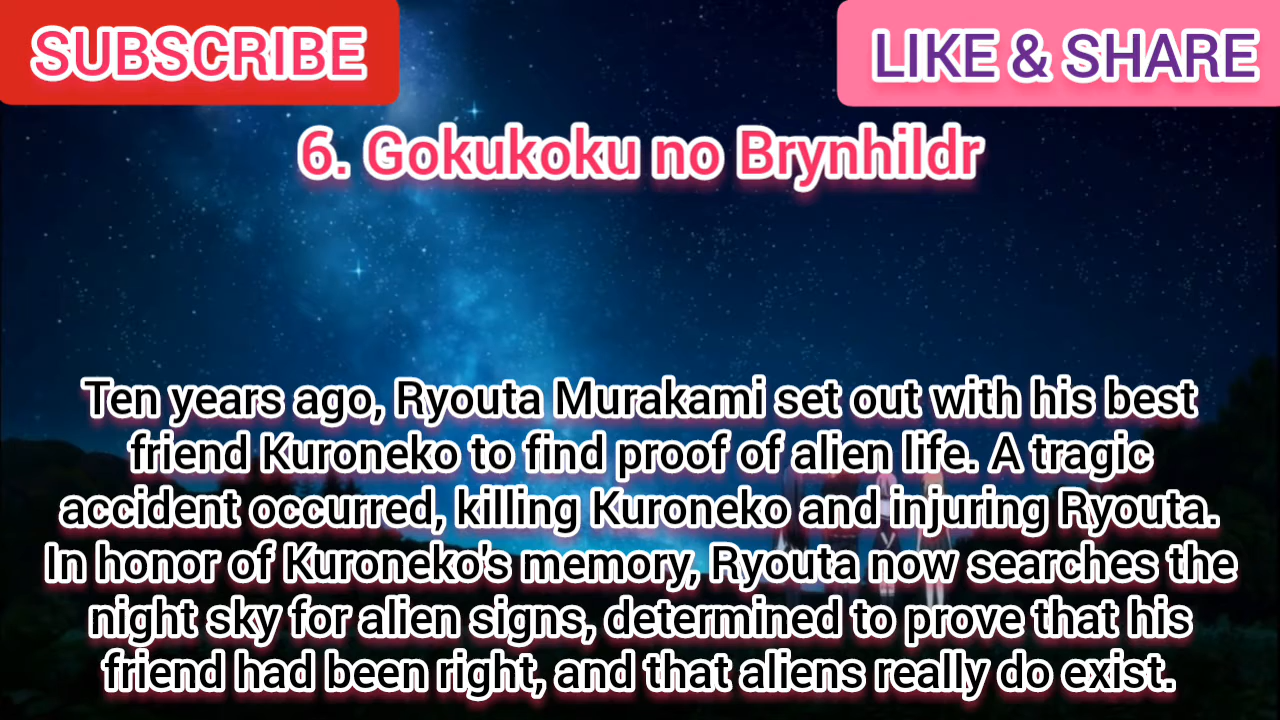 SUBSCRIBE
LIKE & SHARE
6. Gokukoku no Brynhildr
Ten years ago, Ryouta Murakami set out with his best
friend Kuroneko to find proof of alien life. A tragic
accident occurred, killing Kuroneko and injuring Ryouta.
In honor of Kuroneko's memory, Ryouta now searches the
night sky for alien signs, determined to prove that his
friend had been right, and that aliens really do exist.